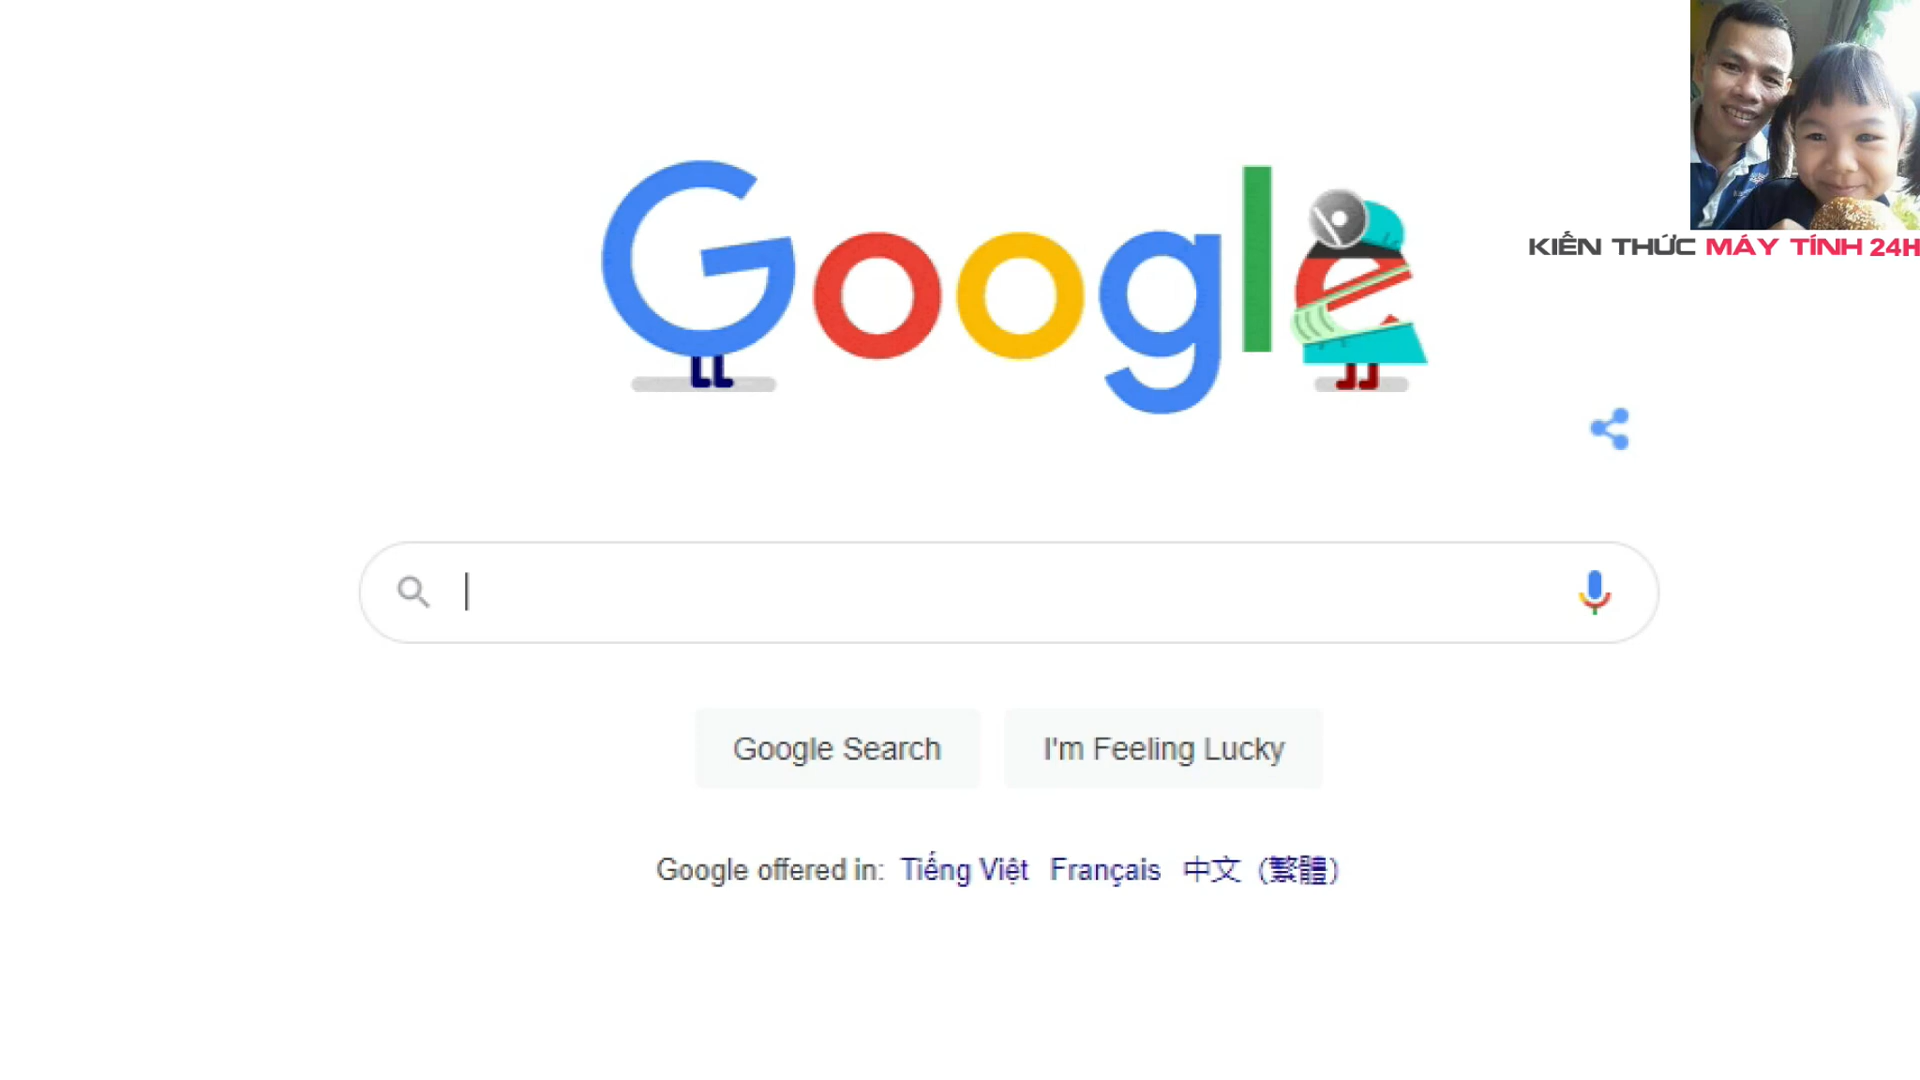 Google
KIẾN THỨC MÁY TÍNH 24H
Google Search
I'm Feeling Lucky
Google offered in: Tiếng Việt Français 中文 (繁體)